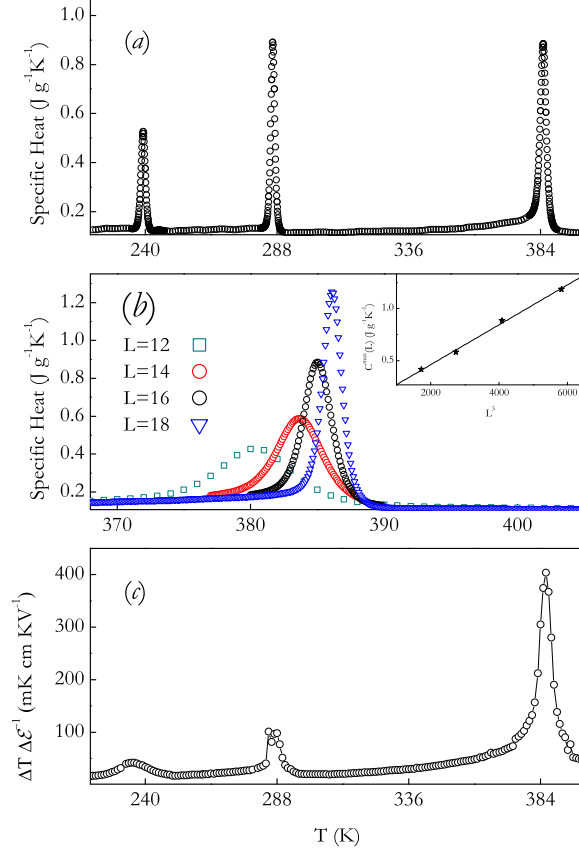 (a)
Specific Heat (J g⁻¹K⁻¹)
1.0
0.8
0.6
0.4
0.2
240 288 336 384
(b)
Specific Heat (J g⁻¹K⁻¹)
1.2
1.0
0.8
0.6
0.4
0.2
L=12
L=14
L=16
L=18
370 380 390 400
Cᵐᵃˣ(L) (J g⁻¹K⁻¹)
1.0
0.5
2000 4000 6000
L³
(c)
ΔT Δℰ⁻¹ (mK cm KV⁻¹)
400
300
200
100
240 288 336 384
T (K)